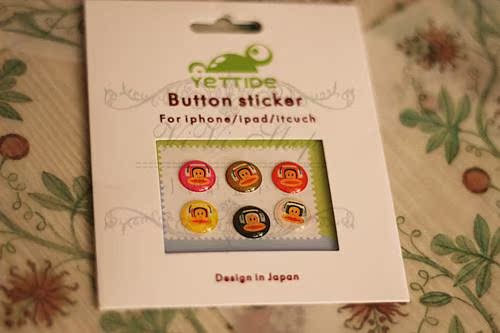 YETTIDE
Button sticker
For iphone/ipad/itcuch
Design in Japan